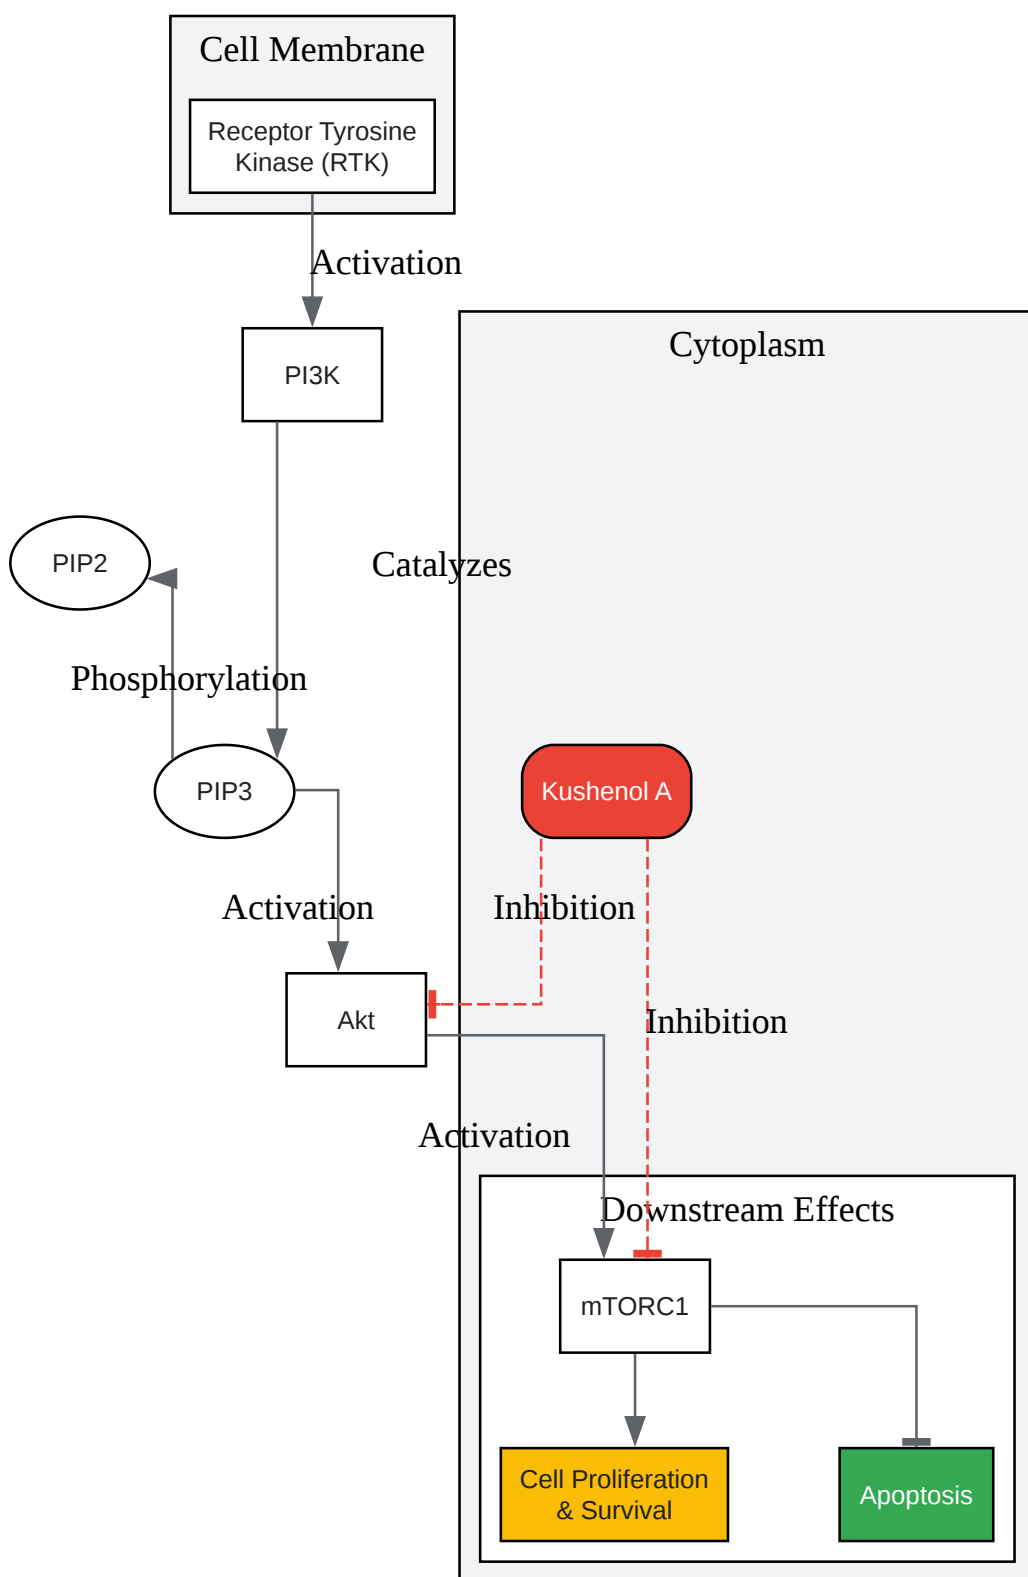 Cell Membrane
Receptor Tyrosine
Kinase (RTK)
Activation
PI3K
Cytoplasm
PIP2
Catalyzes
Phosphorylation
PIP3
Kushenol A
Activation
Inhibition
Akt
Inhibition
Activation
Downstream Effects
mTORC1
Cell Proliferation
& Survival
Apoptosis